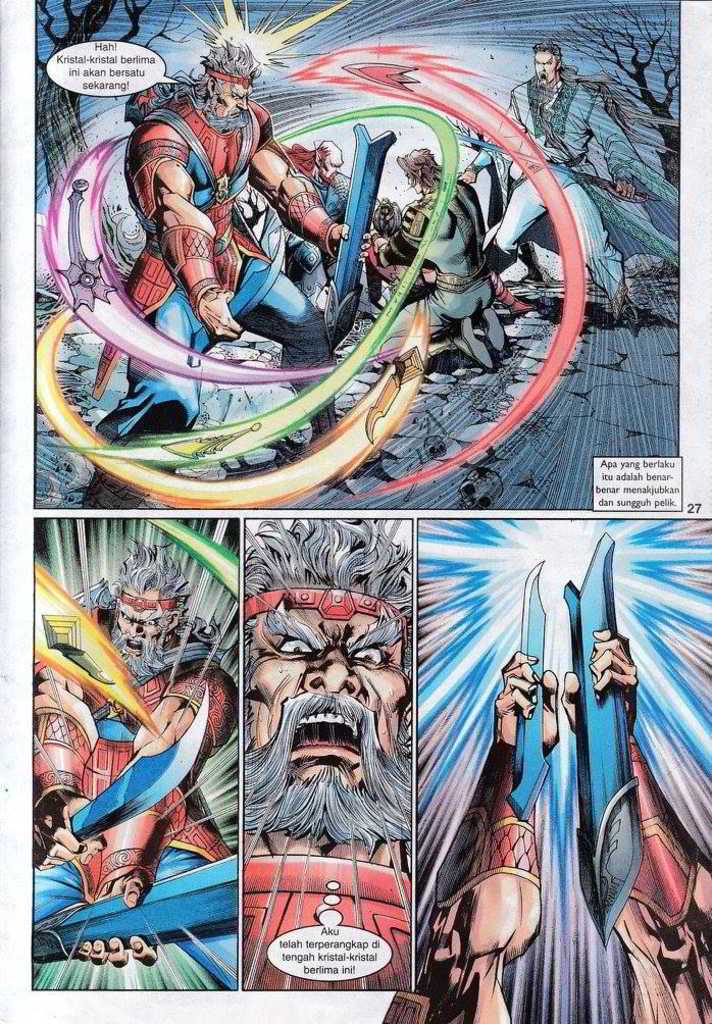 Hah!
Kristal-kristal berlima
ini akan bersatu
sekarang!
Apa yang berlaku
itu adalah benar-
benar menakjubkan
dan sungguh pelik.
27
Aku
telah terperangkap di
tengah kristal-kristal
berlima ini!